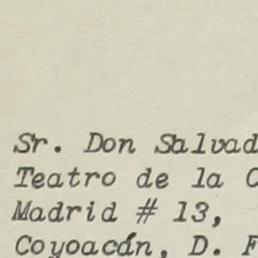 Sr. Don Salvad
Teatro de la C
Madrid # 13,
Coyoacán, D. F